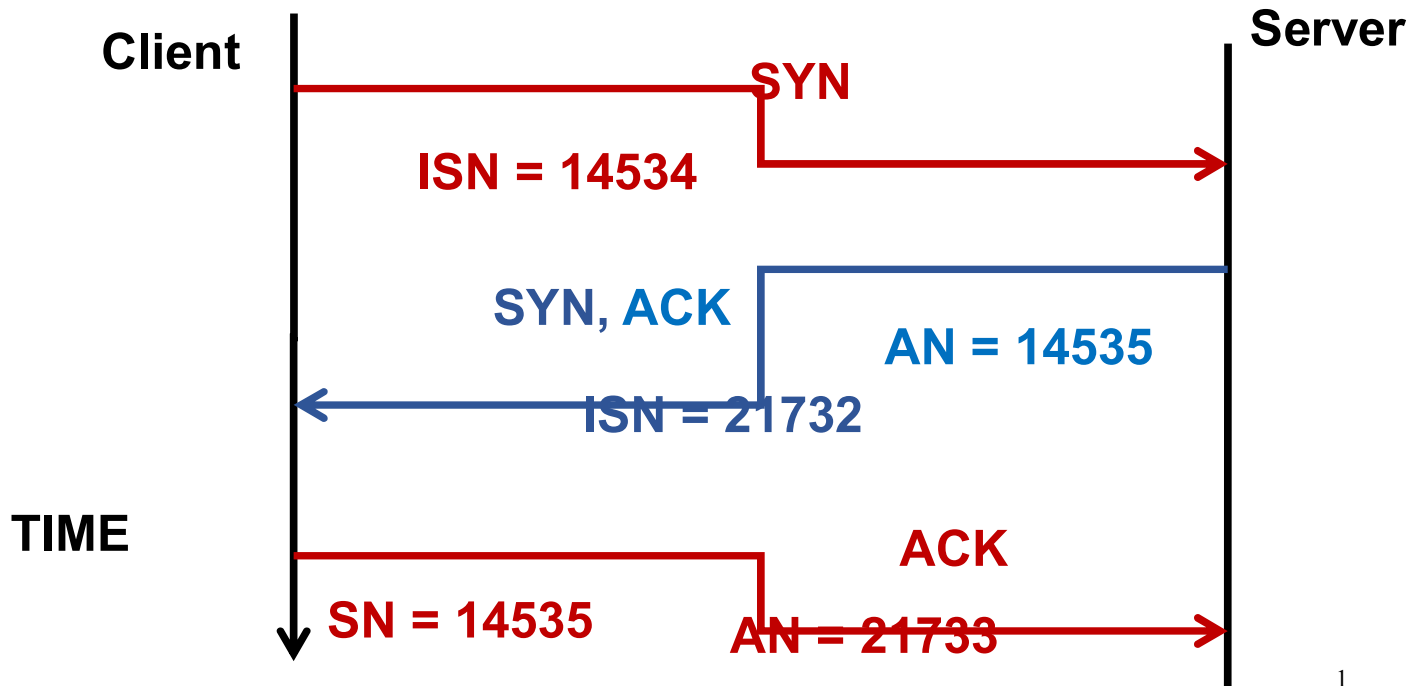 Client
Server
SYN
ISN = 14534
SYN, ACK
AN = 14535
ISN = 21732
TIME
ACK
SN = 14535
AN = 21733
1